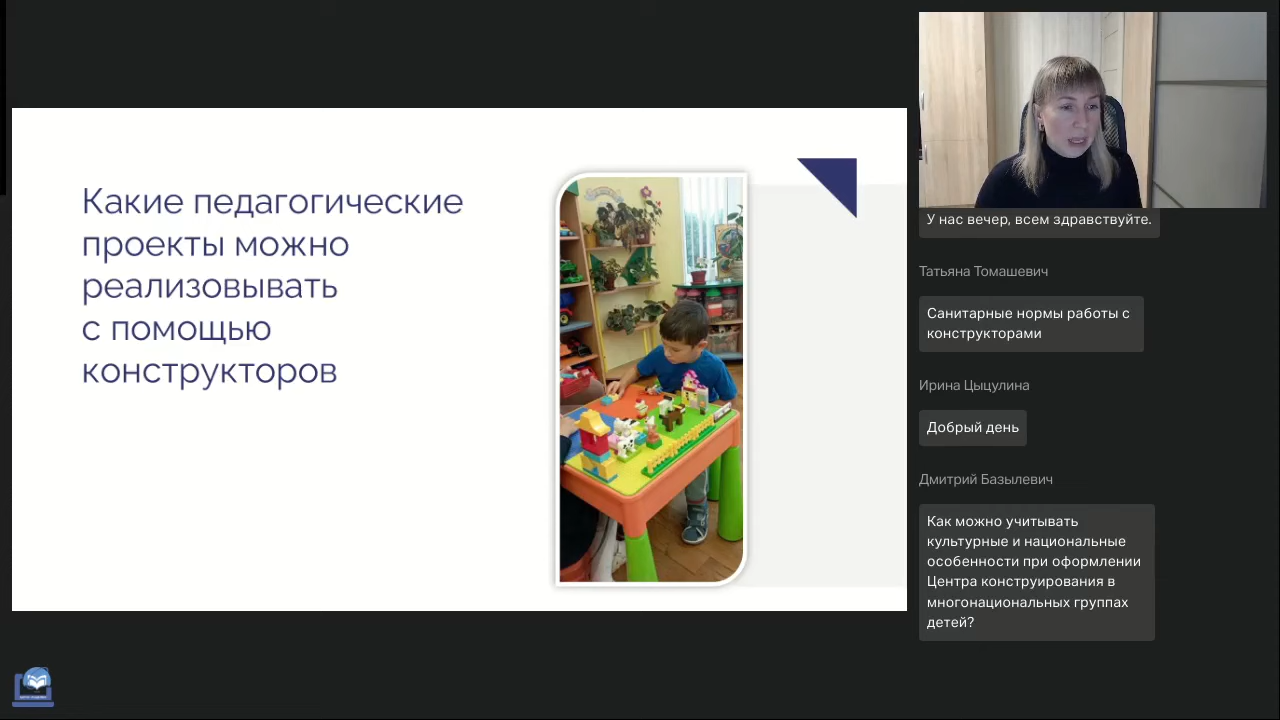 Какие педагогические
проекты можно
реализовывать
с помощью
конструкторов
У нас вечер, всем здравствуйте.
Татьяна Томашевич
Санитарные нормы работы с
конструкторами
Ирина Цыцулина
Добрый день
Дмитрий Базылевич
Как можно учитывать
культурные и национальные
особенности при оформлении
Центра конструирования в
многонациональных группах
детей?